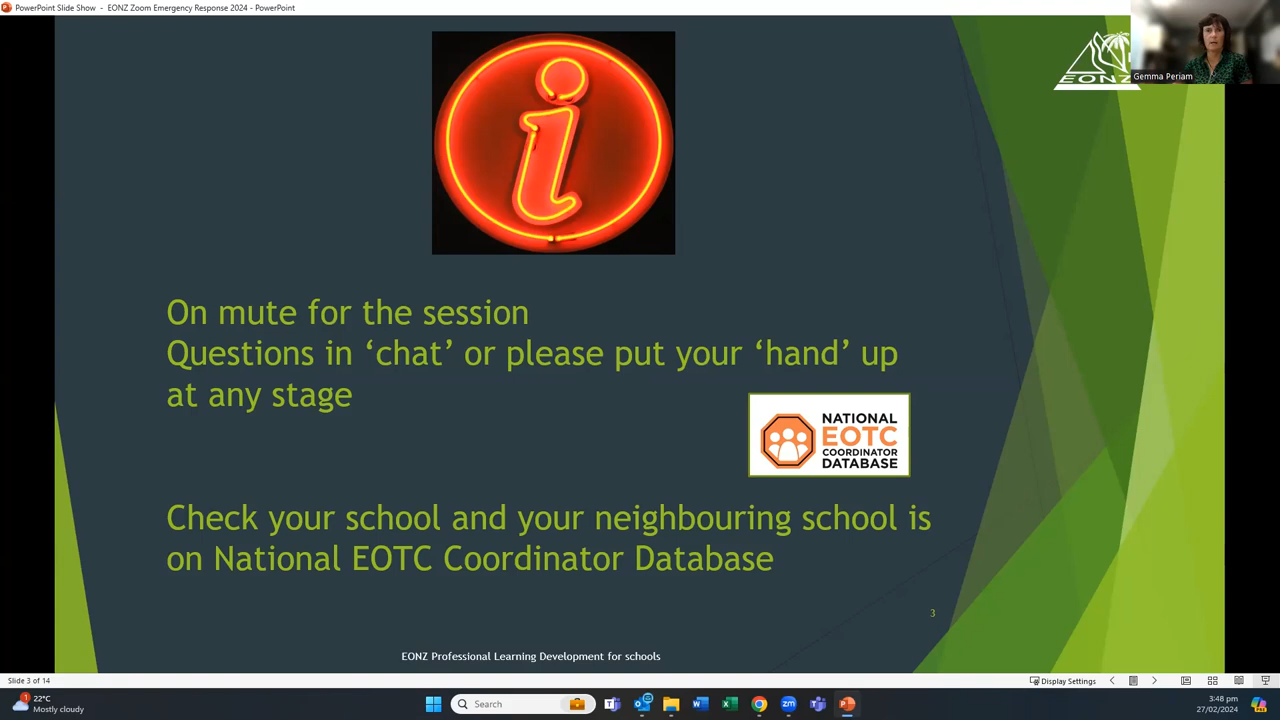 PowerPoint Slide Show - EONZ Zoom Emergency Response 2024 - PowerPoint
EONZ
Gemma Periam
i
On mute for the session
Questions in ‘chat’ or please put your ‘hand’ up
at any stage
NATIONAL
EOTC
COORDINATOR
DATABASE
Check your school and your neighbouring school is
on National EOTC Coordinator Database
3
EONZ Professional Learning Development for schools
Slide 3 of 14
Display Settings
1
22°C
Mostly cloudy
Search
zm
3:48 pm
27/02/2024